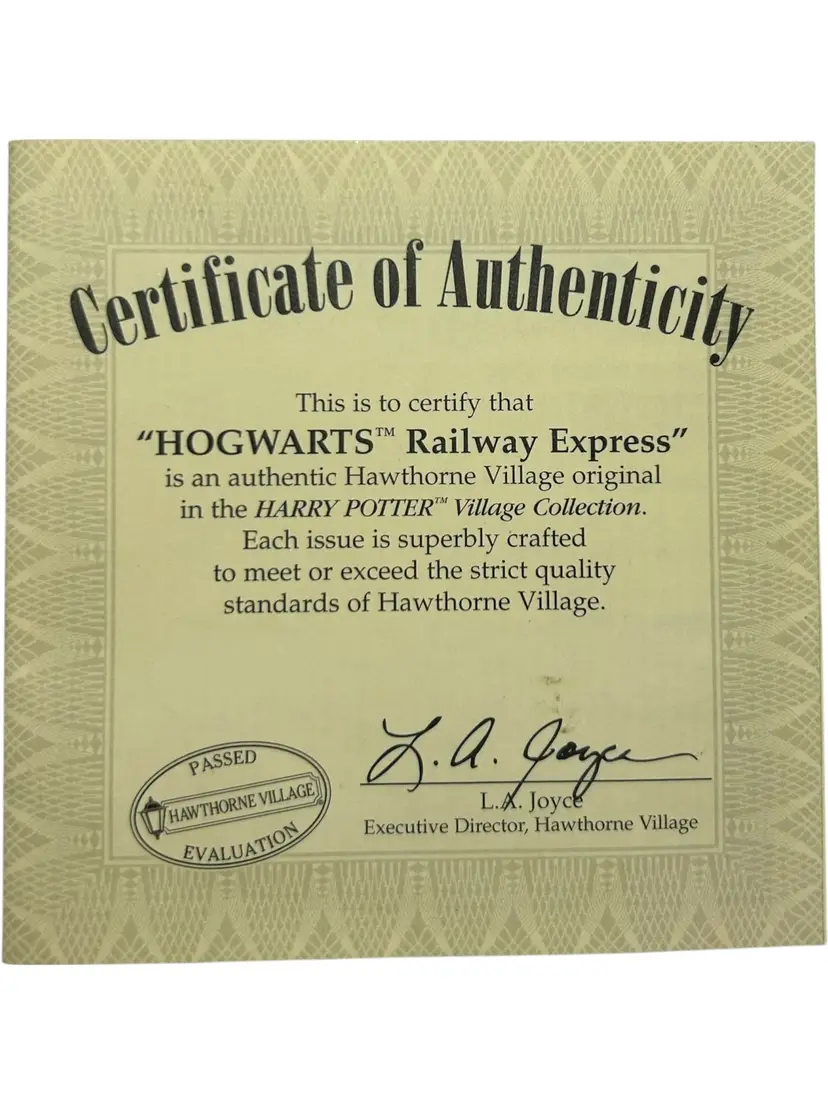 Certificate of Authenticity
This is to certify that
“HOGWARTS™ Railway Express”
is an authentic Hawthorne Village original
in the HARRY POTTER™ Village Collection.
Each issue is superbly crafted
to meet or exceed the strict quality
standards of Hawthorne Village.
PASSED
HAWTHORNE VILLAGE
EVALUATION
L. A. Joyce
L.A. Joyce
Executive Director, Hawthorne Village